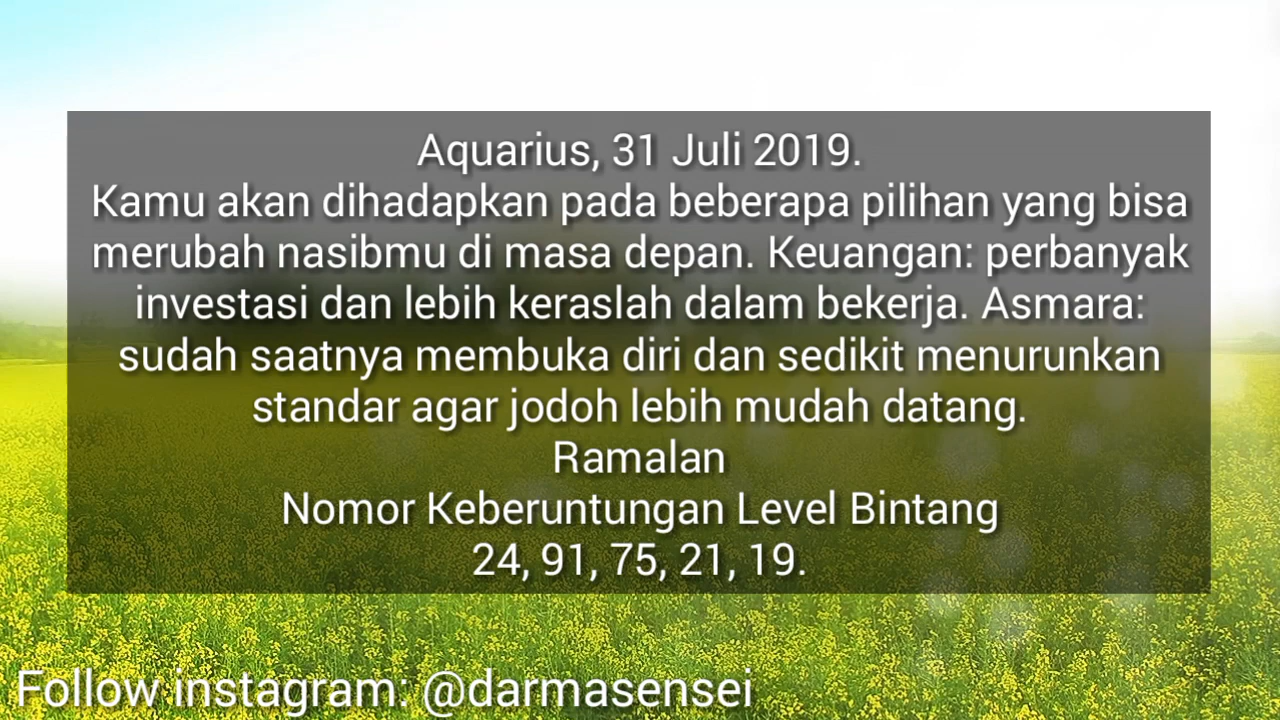 Aquarius, 31 Juli 2019.
Kamu akan dihadapkan pada beberapa pilihan yang bisa
merubah nasibmu di masa depan. Keuangan: perbanyak
investasi dan lebih keraslah dalam bekerja. Asmara:
sudah saatnya membuka diri dan sedikit menurunkan
standar agar jodoh lebih mudah datang.
Ramalan
Nomor Keberuntungan Level Bintang
24, 91, 75, 21, 19.
Follow instagram: @darmasensei